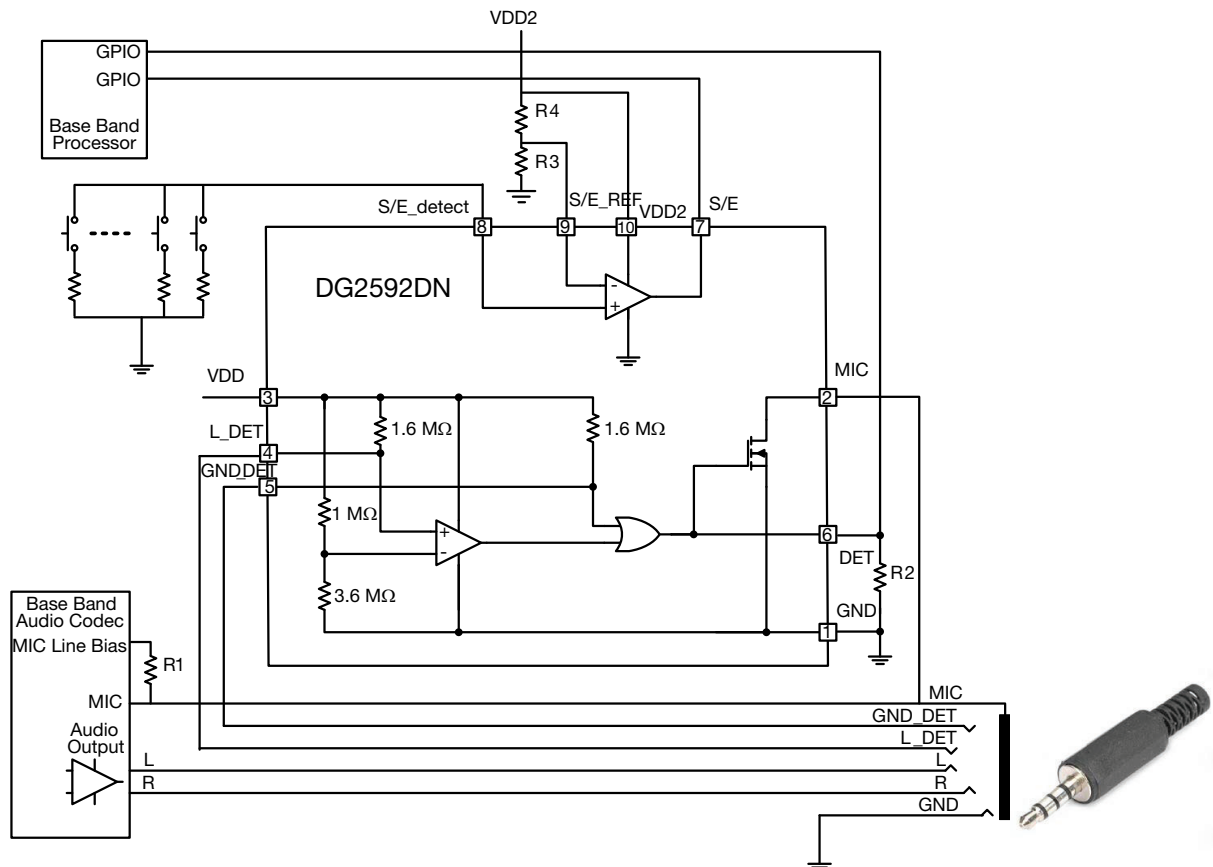 VDD2
GPIO
GPIO
Base Band
Processor
R4
R3
S/E_detect
S/E_REF
VDD2
S/E
8
9
10
7
DG2592DN
VDD
3
MIC
2
L_DET
4
1.6 MΩ
1.6 MΩ
GND_DET
5
1 MΩ
+
-
-
+
6
DET
R2
3.6 MΩ
GND
1
Base Band
Audio Codec
MIC Line Bias
R1
MIC
MIC
GND_DET
Audio
Output
L_DET
L
L
R
R
GND